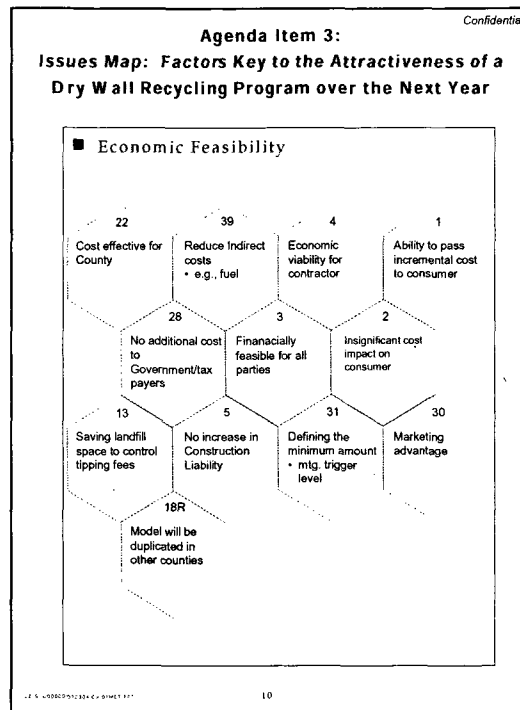 Confidentia
Agenda Item 3:
Issues Map: Factors Key to the Attractiveness of a
Dry Wall Recycling Program over the Next Year
■ Economic Feasibility
22
Cost effective for
County
39
Reduce Indirect
costs
• e.g., fuel
4
Economic
viability for
contractor
1
Ability to pass
incremental cost
to consumer
28
No additional cost
to
Government/tax
payers
3
Finanacially
feasible for all
parties
2
Insignificant cost
impact on
consumer
13
Saving landfill
space to control
tipping fees
5
No increase in
Construction
Liability
31
Defining the
minimum amount
• mtg. trigger
level
30
Marketing
advantage
18R
Model will be
duplicated in
other counties
10